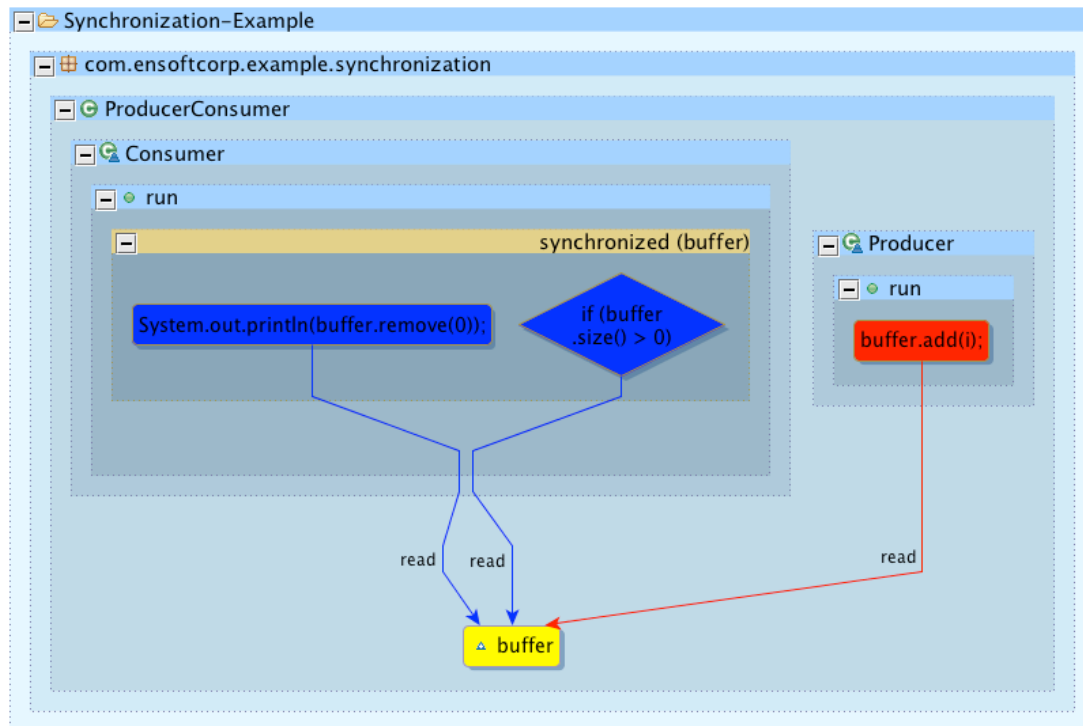 Synchronization-Example
com.ensoftcorp.example.synchronization
ProducerConsumer
Consumer
run
synchronized (buffer)
System.out.println(buffer.remove(0));
if (buffer
.size() > 0)
Producer
run
buffer.add(i);
read
read
read
buffer